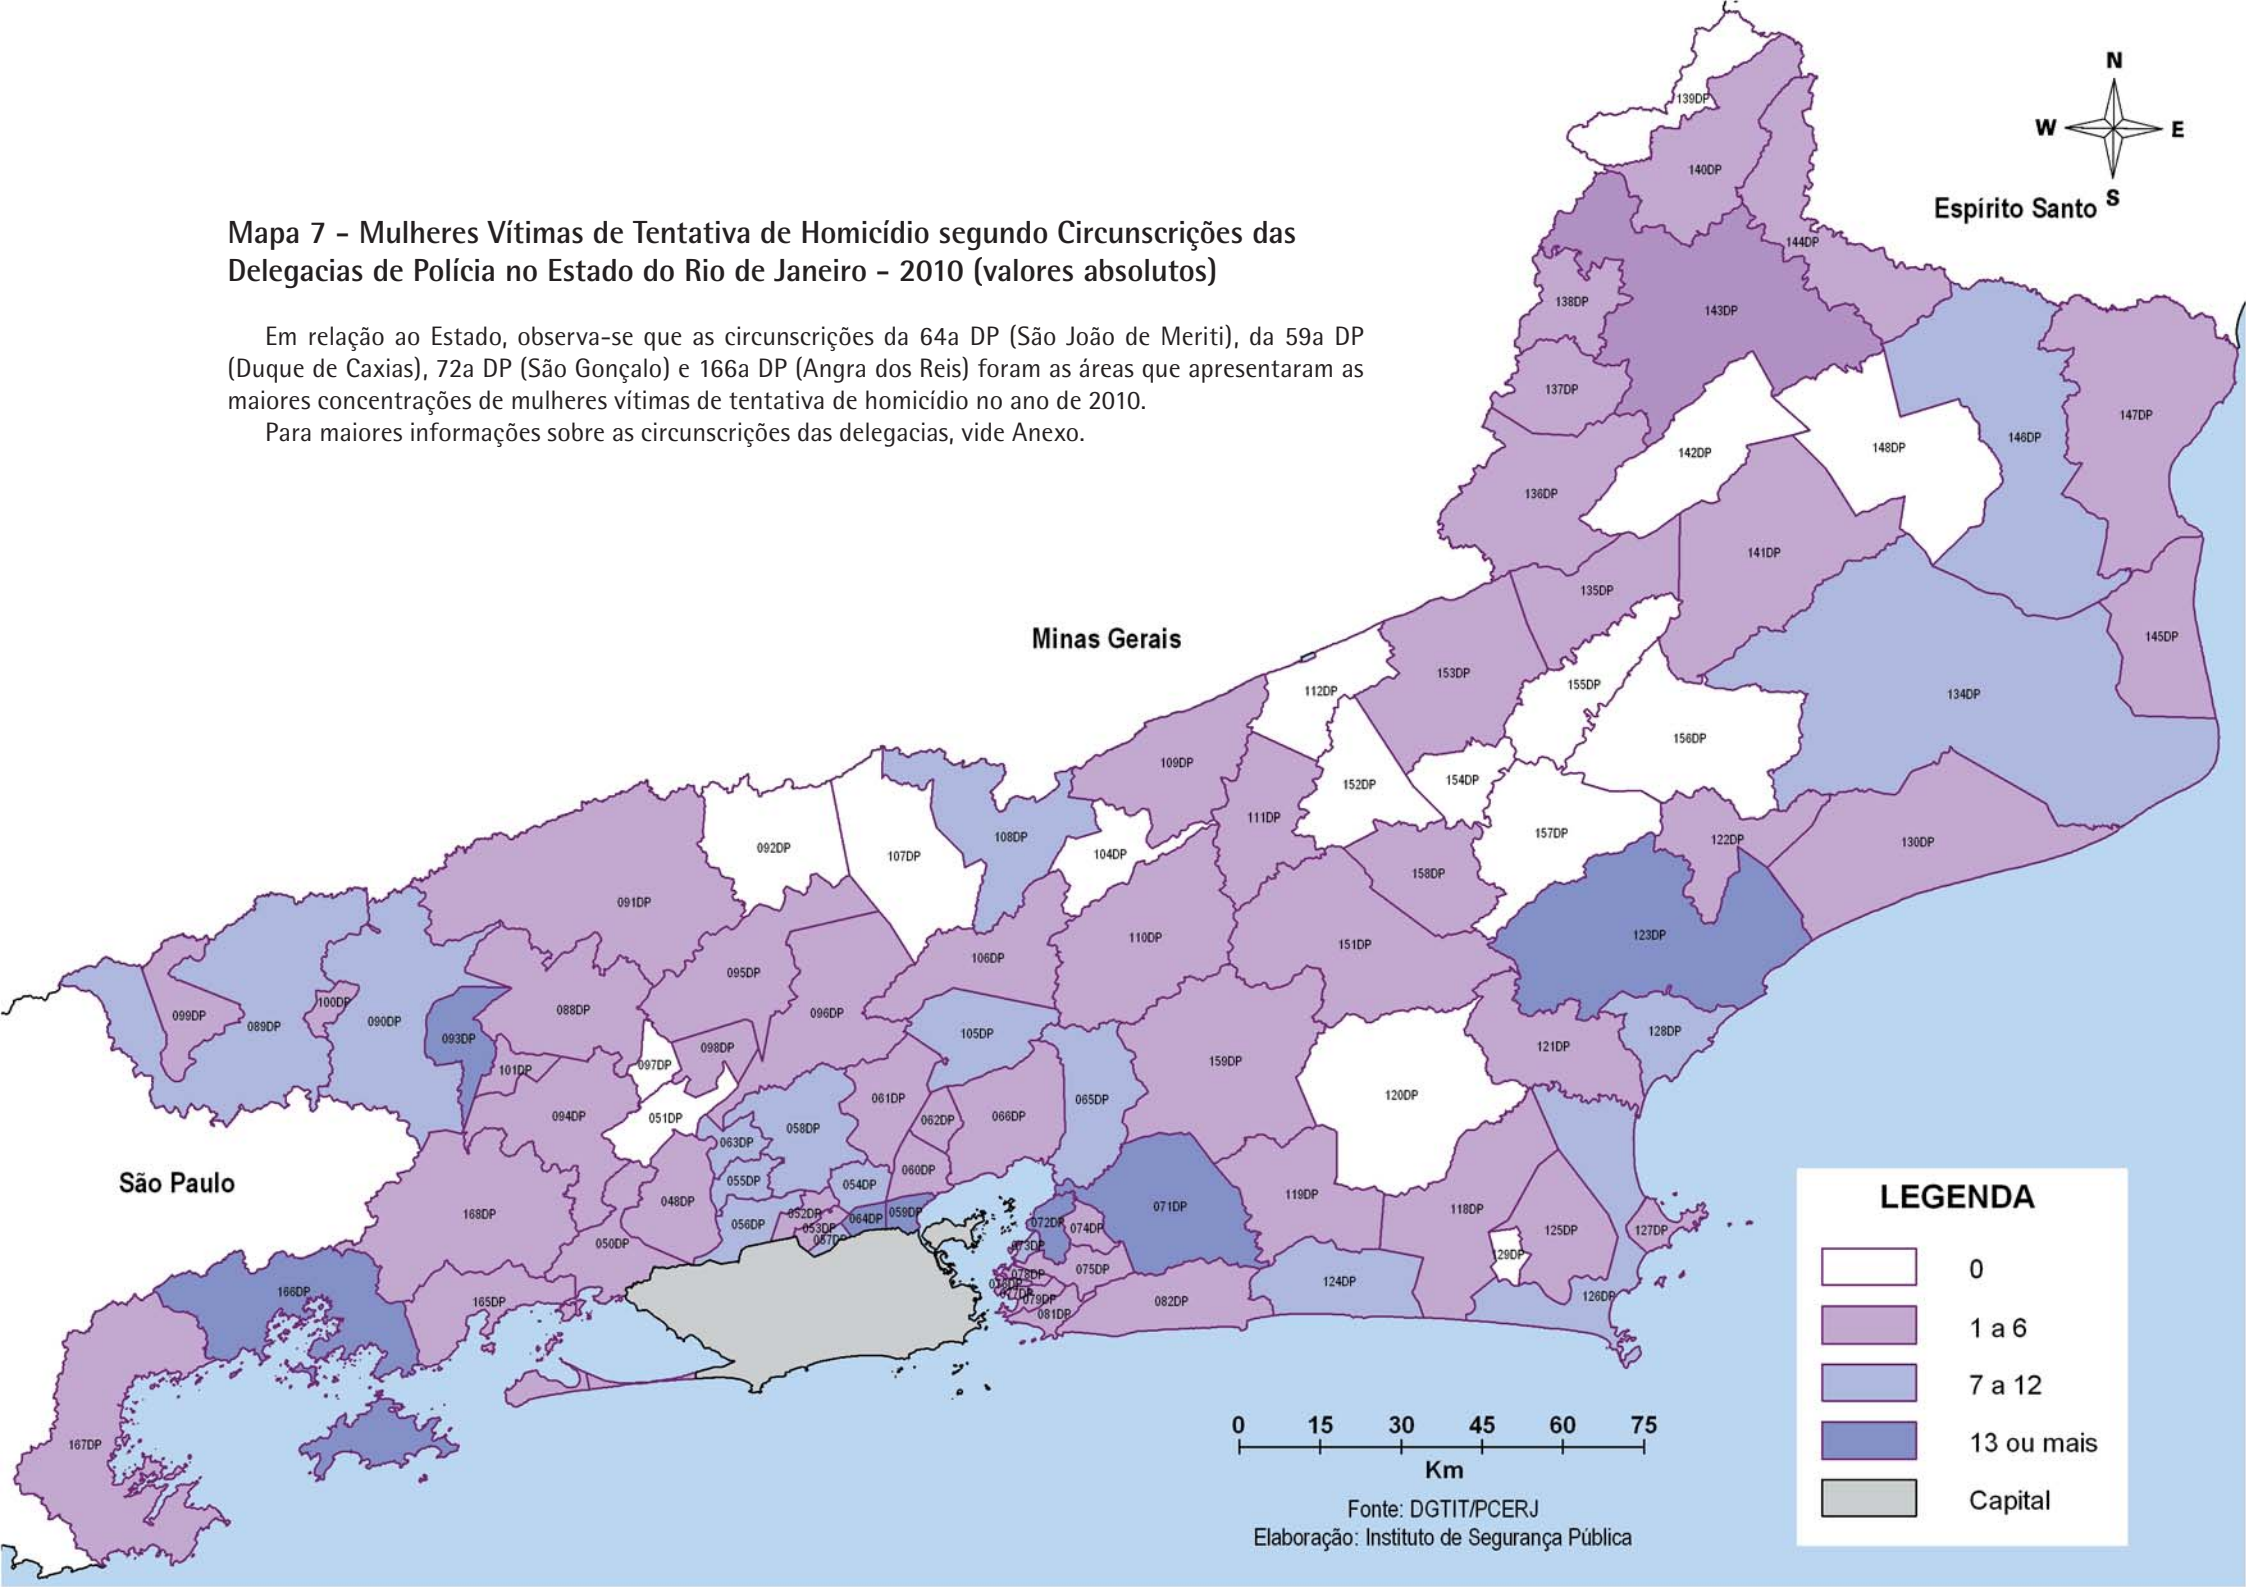 N
W E
S
Espírito Santo
Mapa 7 - Mulheres Vítimas de Tentativa de Homicídio segundo Circunscrições das
Delegacias de Polícia no Estado do Rio de Janeiro - 2010 (valores absolutos)
Em relação ao Estado, observa-se que as circunscrições da 64a DP (São João de Meriti), da 59a DP
(Duque de Caxias), 72a DP (São Gonçalo) e 166a DP (Angra dos Reis) foram as áreas que apresentaram as
maiores concentrações de mulheres vítimas de tentativa de homicídio no ano de 2010.
Para maiores informações sobre as circunscrições das delegacias, vide Anexo.
139DP
140DP
144DP
138DP
143DP
137DP
147DP
146DP
148DP
142DP
136DP
141DP
135DP
Minas Gerais
145DP
153DP
155DP
112DP
134DP
156DP
109DP
154DP
152DP
111DP
157DP
108DP
122DP
130DP
092DP
107DP
104DP
158DP
091DP
110DP
123DP
151DP
106DP
095DP
100DP
088DP
096DP
099DP
089DP
090DP
128DP
105DP
093DP
098DP
121DP
097DP
159DP
101DP
120DP
061DP
065DP
094DP
051DP
062DP
066DP
058DP
063DP
São Paulo
060DP
055DP
054DP
119DP
048DP
071DP
118DP
168DP
052DP
059DP
064DP
056DP
072DP
074DP
053DP
125DP
127DP
057DP
050DP
073DP
129DP
075DP
078DP
124DP
166DP
077DP
126DP
079DP
165DP
082DP
081DP
167DP
LEGENDA
0
1 a 6
7 a 12
13 ou mais
Capital
0 15 30 45 60 75
Km
Fonte: DGTIT/PCERJ
Elaboração: Instituto de Segurança Pública